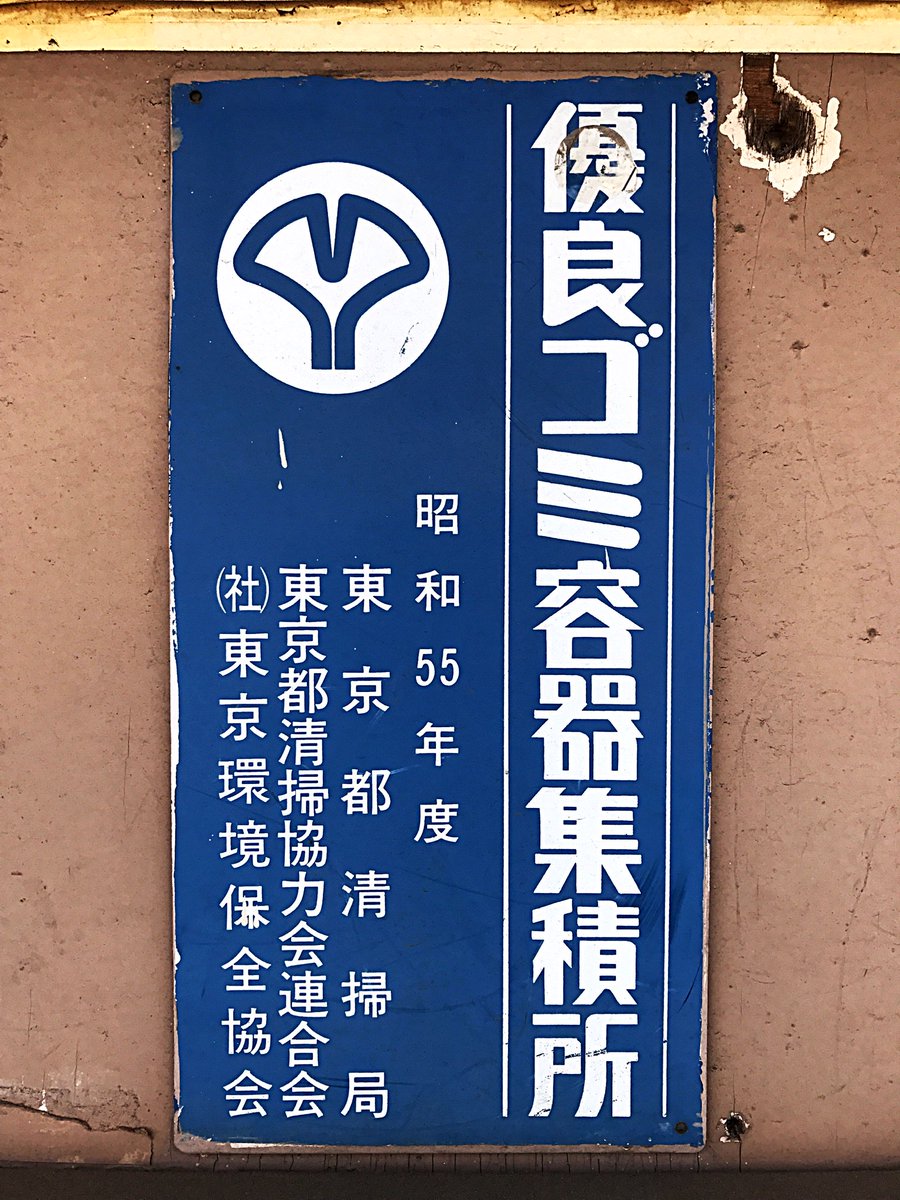 優良ゴミ容器集積所
昭和55年度
東京都清掃局
東京都清掃協力会連合会
㈳東京環境保全協会